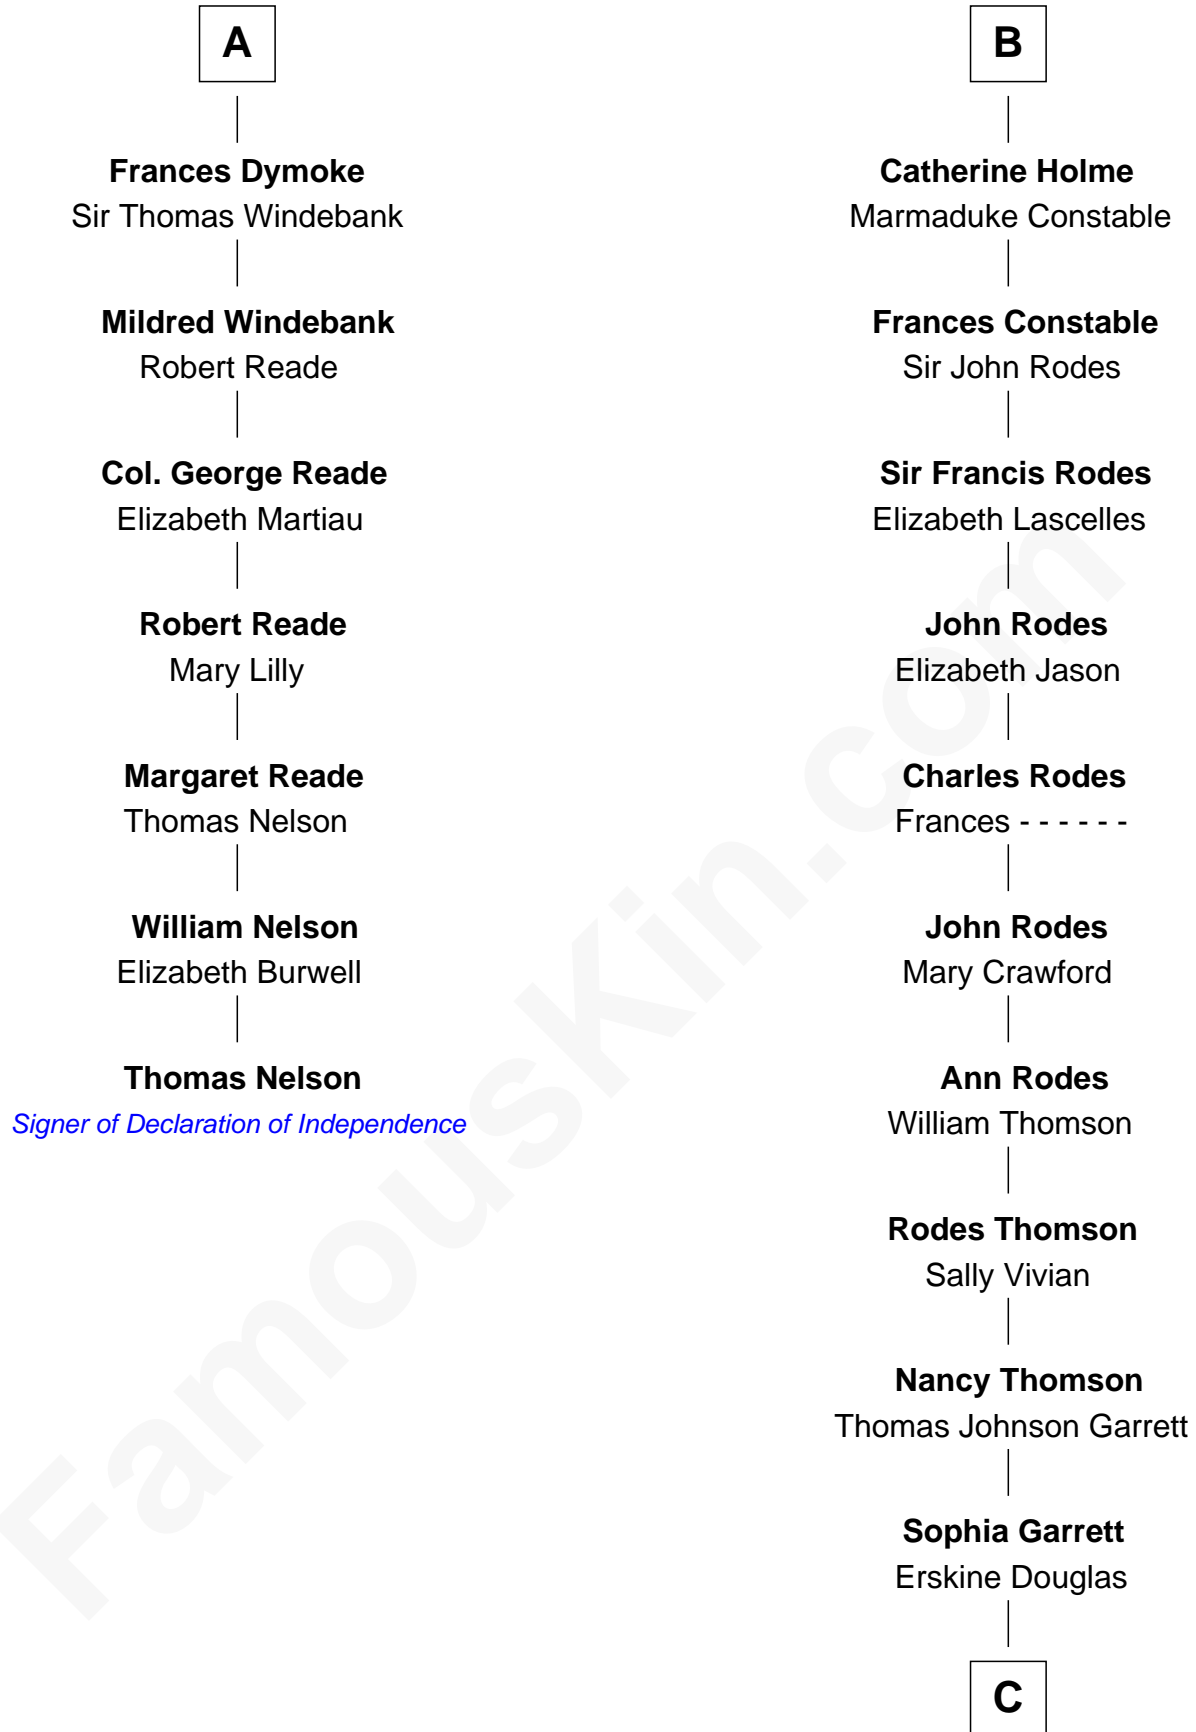 A
Frances Dymoke
Sir Thomas Windebank
Mildred Windebank
Robert Reade
Col. George Reade
Elizabeth Martiau
Robert Reade
Mary Lilly
Margaret Reade
Thomas Nelson
William Nelson
Elizabeth Burwell
Thomas Nelson
Signer of Declaration of Independence
B
Catherine Holme
Marmaduke Constable
Frances Constable
Sir John Rodes
Sir Francis Rodes
Elizabeth Lascelles
John Rodes
Elizabeth Jason
Charles Rodes
Frances - - - - - -
John Rodes
Mary Crawford
Ann Rodes
William Thomson
Rodes Thomson
Sally Vivian
Nancy Thomson
Thomas Johnson Garrett
Sophia Garrett
Erskine Douglas
C
FamousKin.com